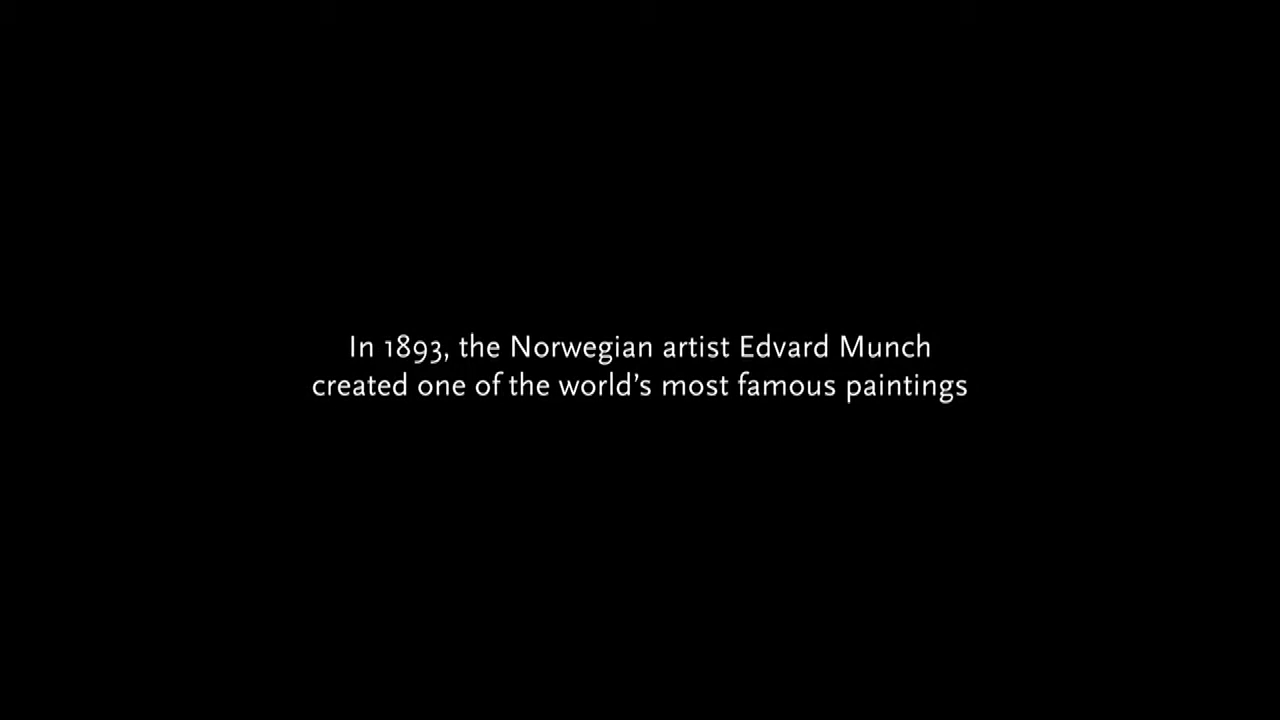 In 1893, the Norwegian artist Edvard Munch
created one of the world’s most famous paintings